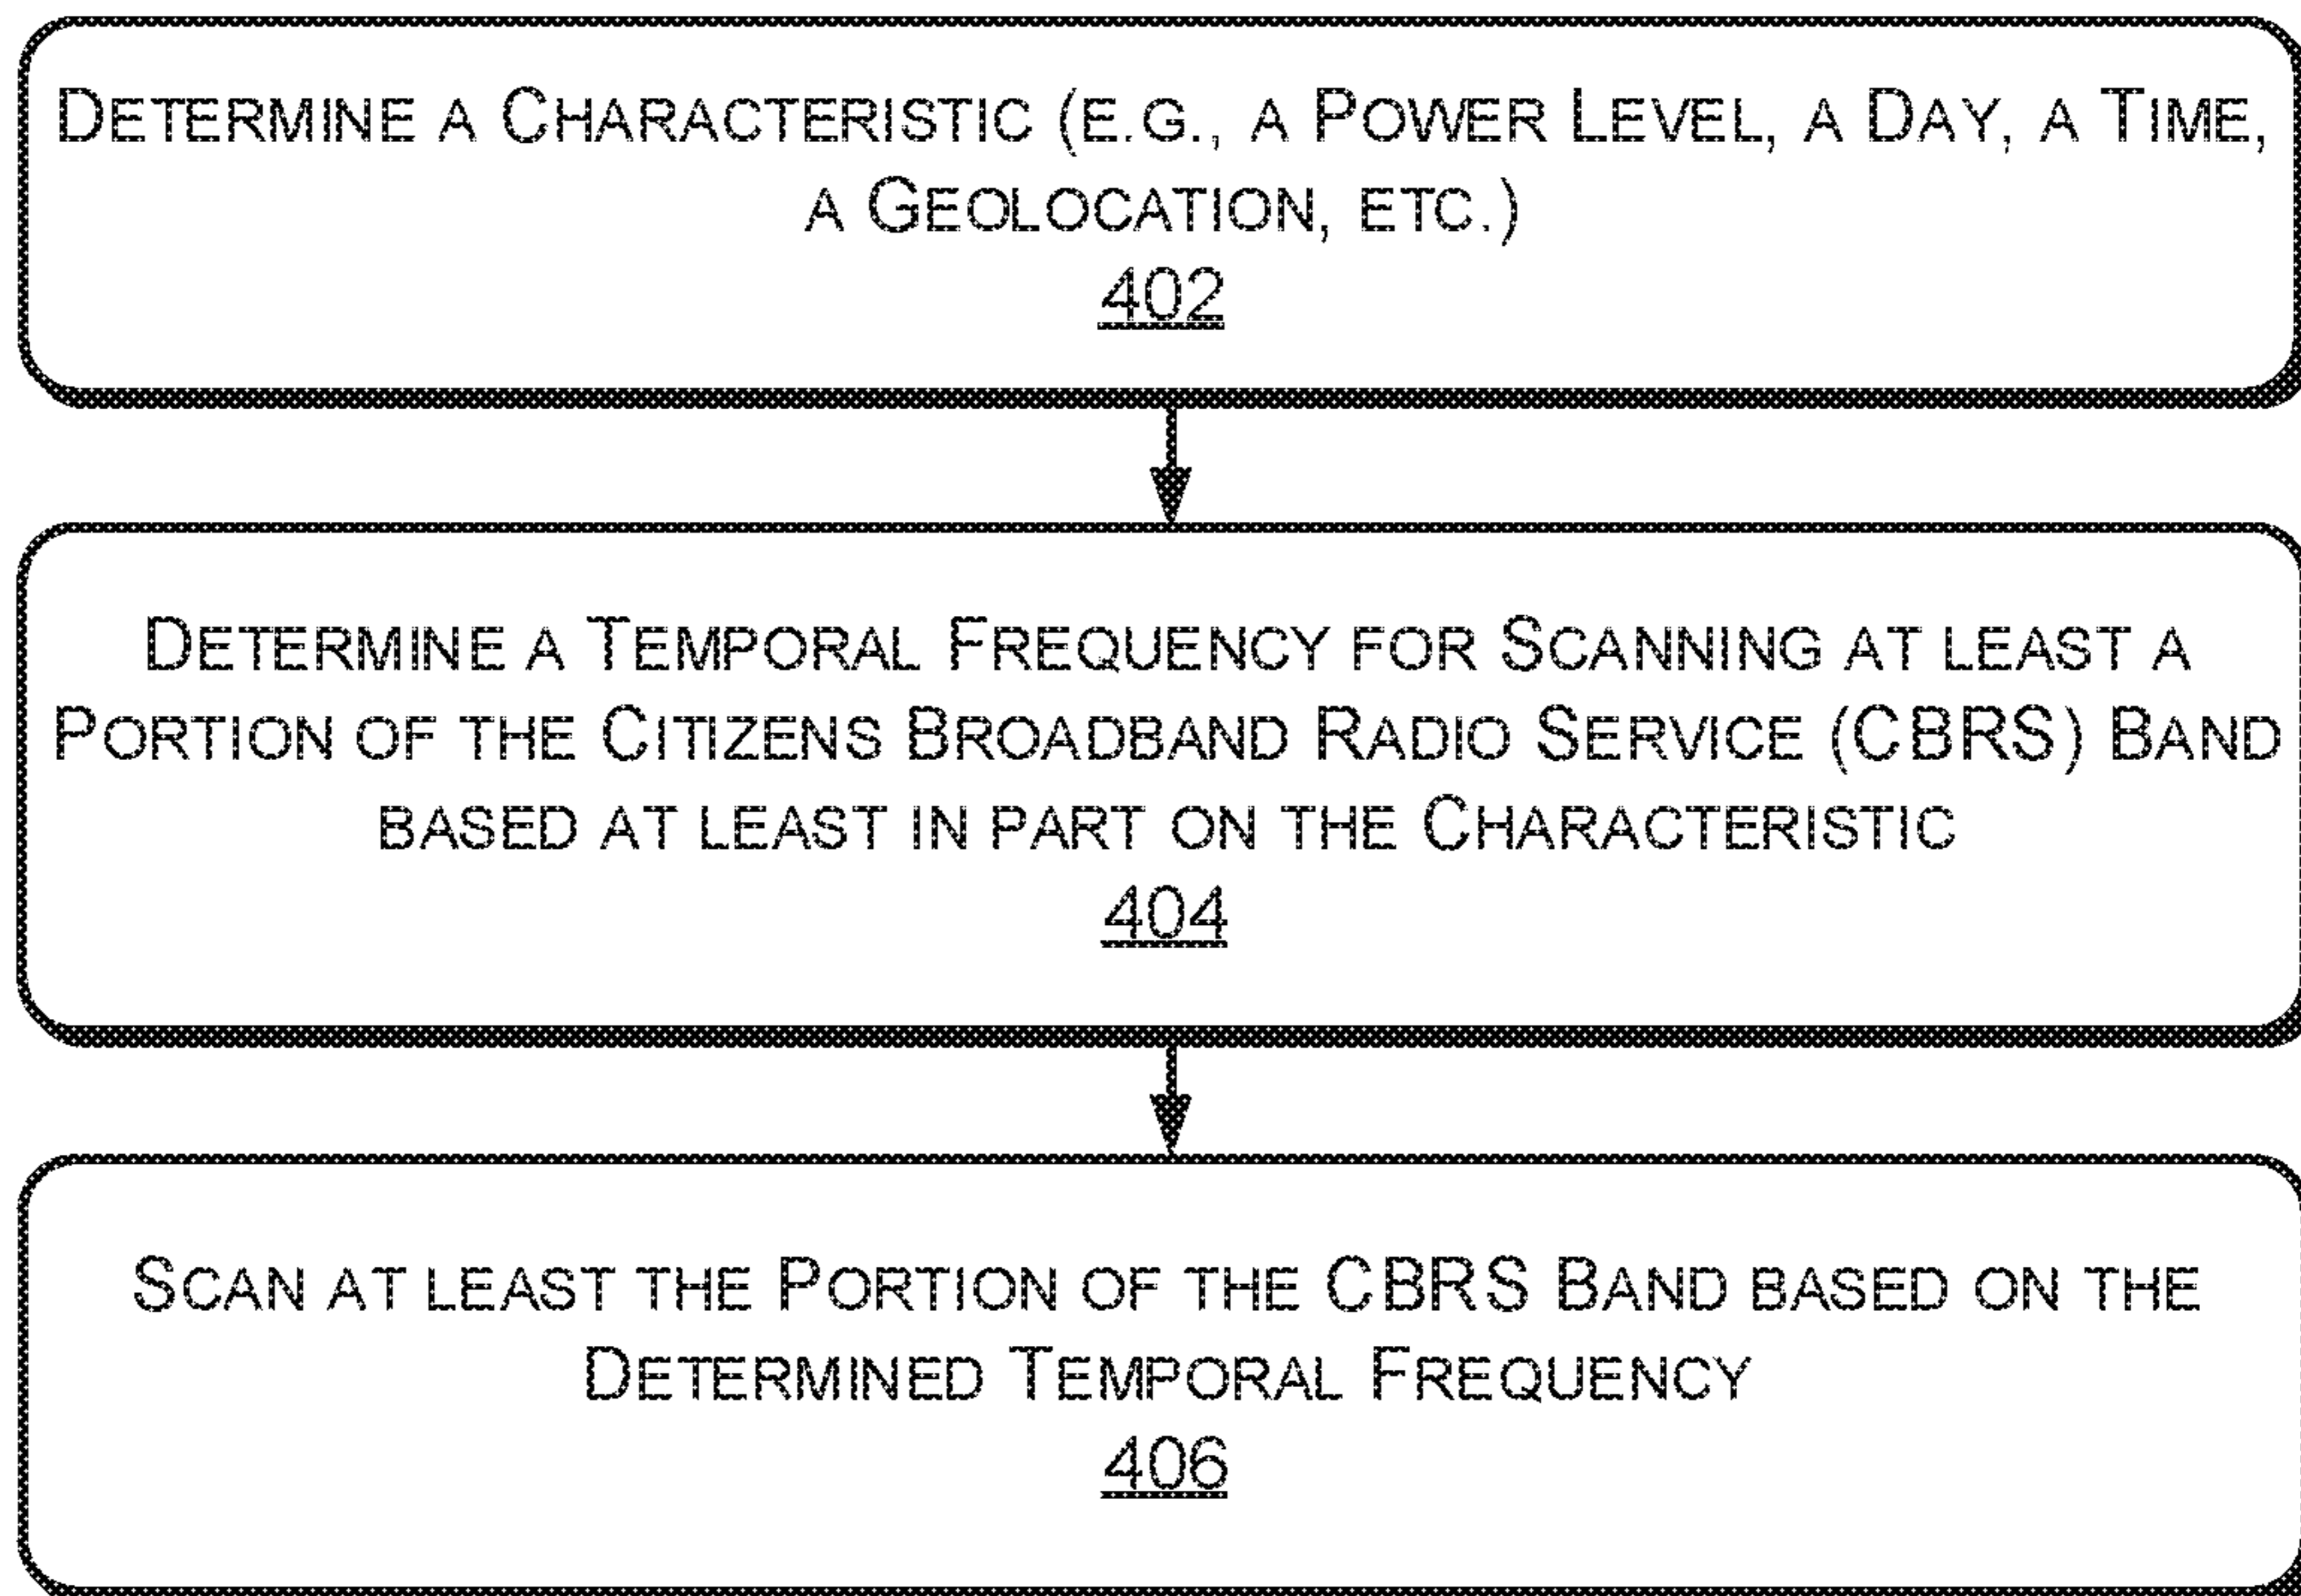 DETERMINE A CHARACTERISTIC (E.G., A POWER LEVEL, A DAY, A TIME,
A GEOLOCATION, ETC.)
402
DETERMINE A TEMPORAL FREQUENCY FOR SCANNING AT LEAST A
PORTION OF THE CITIZENS BROADBAND RADIO SERVICE (CBRS) BAND
BASED AT LEAST IN PART ON THE CHARACTERISTIC
404
SCAN AT LEAST THE PORTION OF THE CBRS BAND BASED ON THE
DETERMINED TEMPORAL FREQUENCY
406